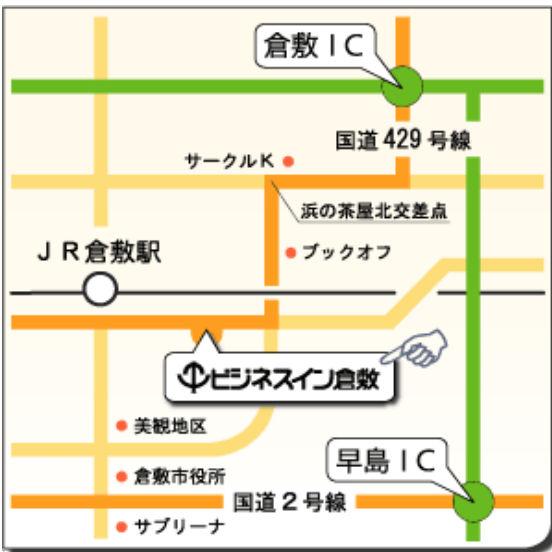 倉敷IC
国道429号線
サークルK
浜の茶屋北交差点
JR倉敷駅
ブックオフ
ビジネスイン倉敷
美観地区
早島IC
倉敷市役所
国道2号線
サブリーナ